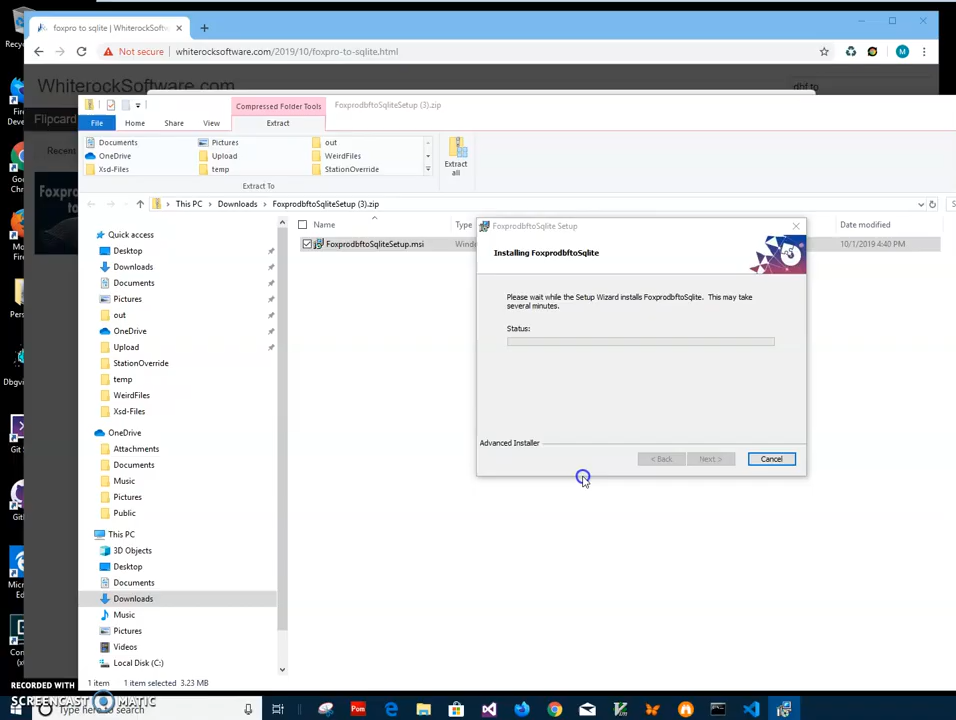 foxpro to sqlite | WhiterockSoftw
Not secure
whiterocksoftware.com/2019/10/foxpro-to-sqlite.html
M
WhiterockSoftware.com
dbf to
Compressed Folder Tools
FoxprodbftoSqliteSetup (3).zip
File
Home
Share
View
Extract
Flipcard
Documents
Pictures
out
OneDrive
Upload
WeirdFiles
Xsd-Files
temp
StationOverride
Extract all
Extract To
Recent
This PC > Downloads > FoxprodbftoSqliteSetup (3).zip
Name
Type
Date modified
FoxprodbftoSqliteSetup.msi
Windo
10/1/2019 4:40 PM
Quick access
Desktop
Downloads
Documents
Pictures
out
OneDrive
Upload
StationOverride
temp
WeirdFiles
Xsd-Files
OneDrive
Attachments
Documents
Music
Pictures
Public
This PC
3D Objects
Desktop
Documents
Downloads
Music
Pictures
Videos
Local Disk (C:)
FoxprodbftoSqlite Setup
Installing FoxprodbftoSqlite
Please wait while the Setup Wizard installs FoxprodbftoSqlite. This may take
several minutes.
Status:
Advanced Installer
< Back
Next >
Cancel
1 item
1 item selected 3.23 MB
RECORDED WITH
SCREENCAST MATIC
Type here to search